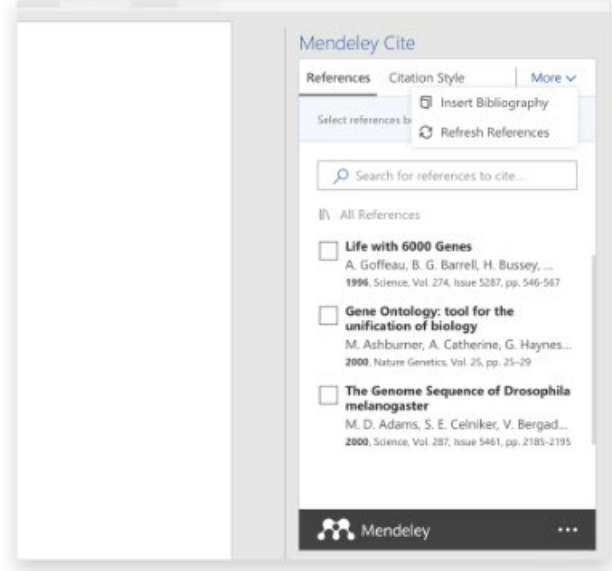 Mendeley Cite
References Citation Style More
Insert Bibliography
Select references b
Refresh References
Search for references to cite...
All References
Life with 6000 Genes
A. Goffeau, B. G. Barrell, H. Bussey, ...
1996, Science, Vol. 274, Issue 5287, pp. 546-567
Gene Ontology: tool for the
unification of biology
M. Ashburner, A. Catherine, G. Haynes...
2000, Nature Genetics, Vol. 25, pp. 25-29
The Genome Sequence of Drosophila
melanogaster
M. D. Adams, S. E. Celniker, V. Bergad...
2000, Science, Vol. 287, Issue 5461, pp. 2185-2195
Mendeley